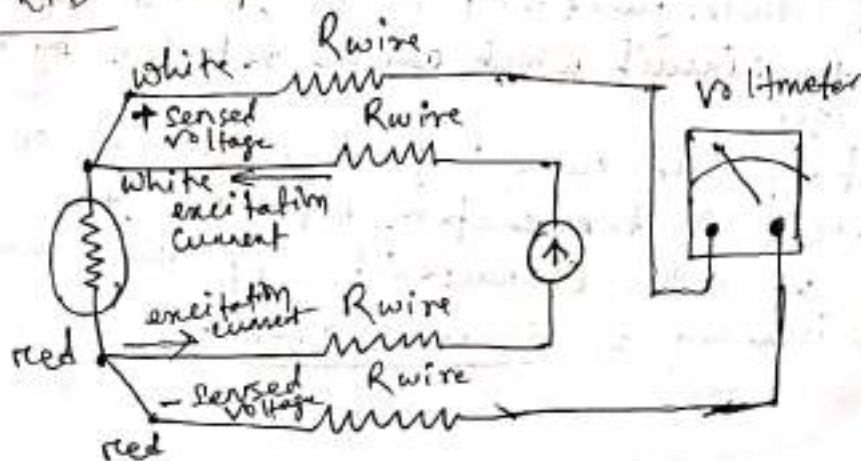 Rwire
white
+ sensed
voltage
Rwire
voltmeter
white
excitation
current
excitation
current
Rwire
Rwire
red
- sensed
voltage
red